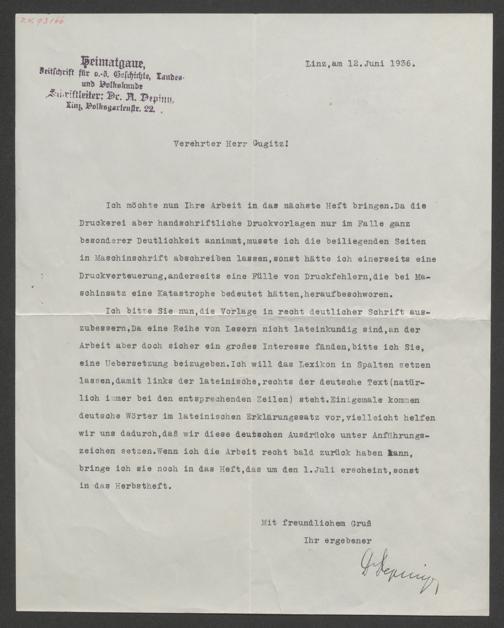 Heimatgaue,
Zeitschrift für o.-ö. Geschichte, Landes-
und Volkskunde
Schriftleiter: Dr. A. Depiny,
Linz, Volksgartenstr. 22.
Linz,am 12.Juni 1936.
Verehrter Herr Gugitz!
Ich möchte nun Ihre Arbeit in das nächste Heft bringen.Da die
Druckerei aber handschriftliche Druckvorlagen nur im Falle ganz
besonderer Deutlichkeit annimmt,musste ich die beiliegenden Seiten
in Maschinschrift abschreiben lassen,sonst hätte ich einerseits eine
Druckverteuerung,anderseits eine Fülle von Druckfehlern,die bei Ma-
schinsatz eine Katastrophe bedeutet hätten,heraufbeschworen.
Ich bitte Sie nun,die Vorlage in recht deutlicher Schrift aus-
zubessern,Da eine Reihe von Lesern nicht lateinkundig sind,an der
Arbeit aber doch sicher ein großes Interesse fänden,bitte ich Sie,
eine Uebersetzung beizugeben.Ich will das Lexikon in Spalten setzen
lassen,damit links der lateinische,rechts der deutsche Text(natür-
lich immer bei den entsprechenden Zeilen) steht.Einigemale kommen
deutsche Wörter im lateinischen Erklärungssatz vor,vielleicht helfen
wir uns dadurch,daß wir diese deutschen Ausdrücke unter Anführungs-
zeichen setzen.Wenn ich die Arbeit recht bald zurück haben kann,
bringe ich sie noch in das Heft,das um den 1.Juli erscheint,sonst
in das Herbstheft.
Mit freundlichem Gruß
Ihr ergebener
Dr Depiny